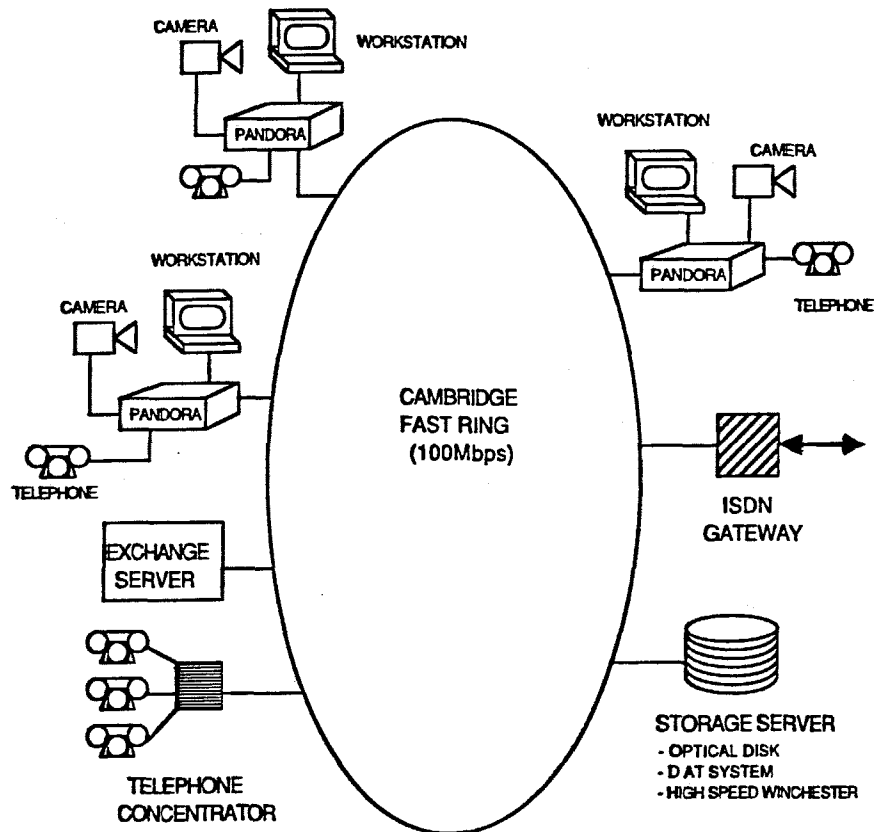 CAMERA
WORKSTATION
PANDORA
WORKSTATION
CAMERA
PANDORA
TELEPHONE
WORKSTATION
CAMERA
PANDORA
TELEPHONE
CAMBRIDGE
FAST RING
(100Mbps)
ISDN
GATEWAY
EXCHANGE
SERVER
TELEPHONE
CONCENTRATOR
STORAGE SERVER
- OPTICAL DISK
- DAT SYSTEM
- HIGH SPEED WINCHESTER